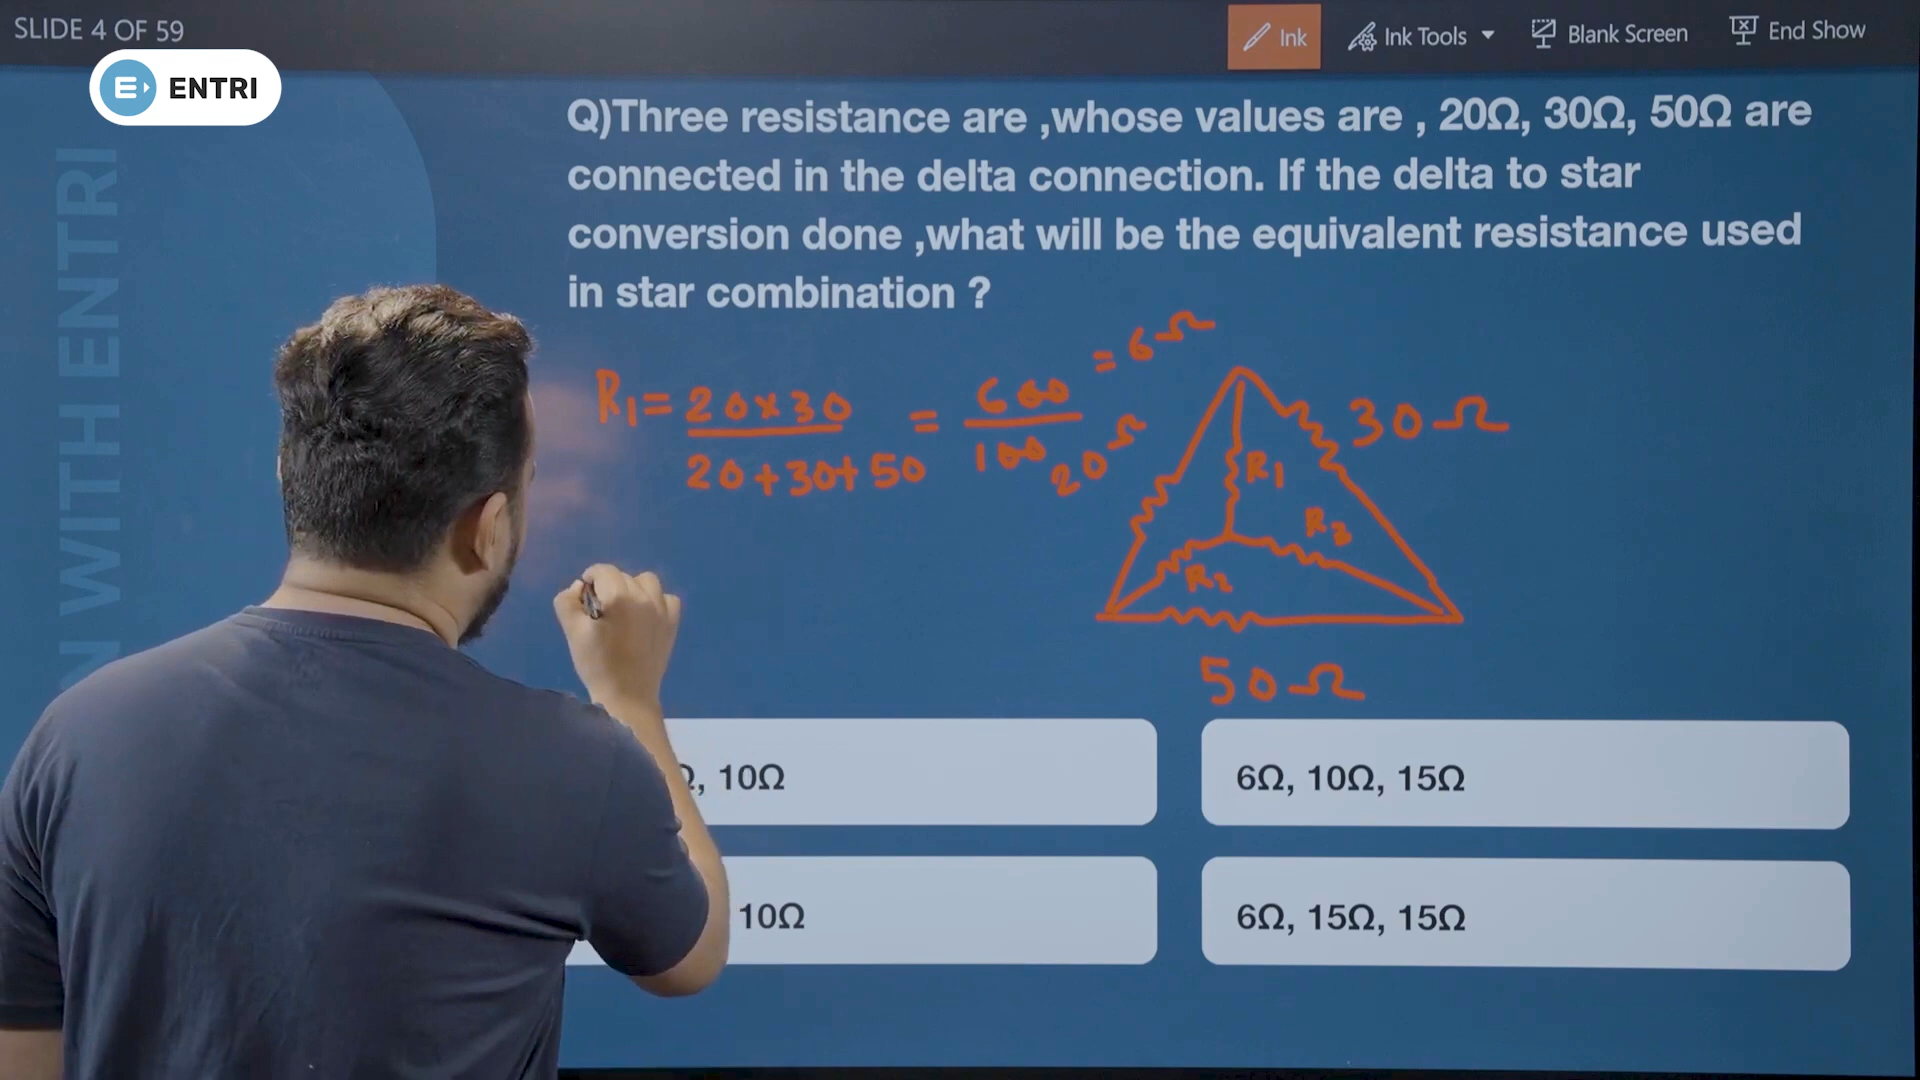 SLIDE 4 OF 59
Ink
Ink Tools
Blank Screen
End Show
ENTRI
WITH ENTRI
Q)Three resistance are ,whose values are , 20Ω, 30Ω, 50Ω are
connected in the delta connection. If the delta to star
conversion done ,what will be the equivalent resistance used
in star combination ?
R1 = 20×30 / 20+30+50 = 600 / 100 = 6Ω
20Ω
30Ω
R1
R2
R3
50Ω
, 10Ω
6Ω, 10Ω, 15Ω
10Ω
6Ω, 15Ω, 15Ω